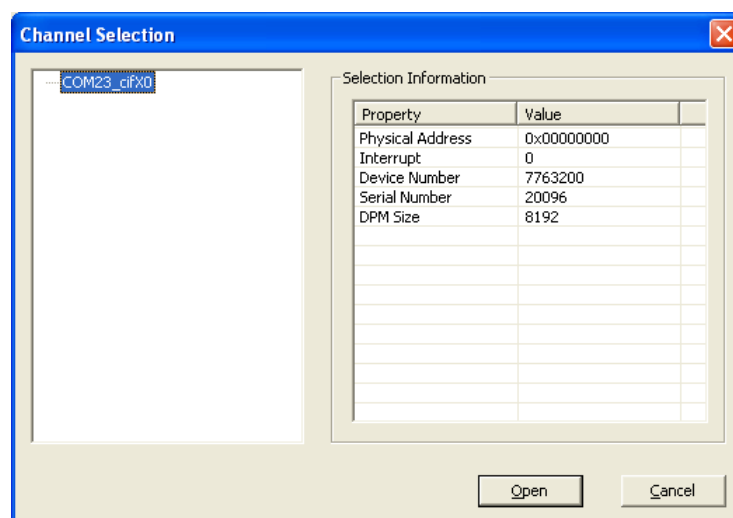 Channel Selection
COM23_cifX0
Selection Information
Property Value
Physical Address 0x00000000
Interrupt 0
Device Number 7763200
Serial Number 20096
DPM Size 8192
Open Cancel